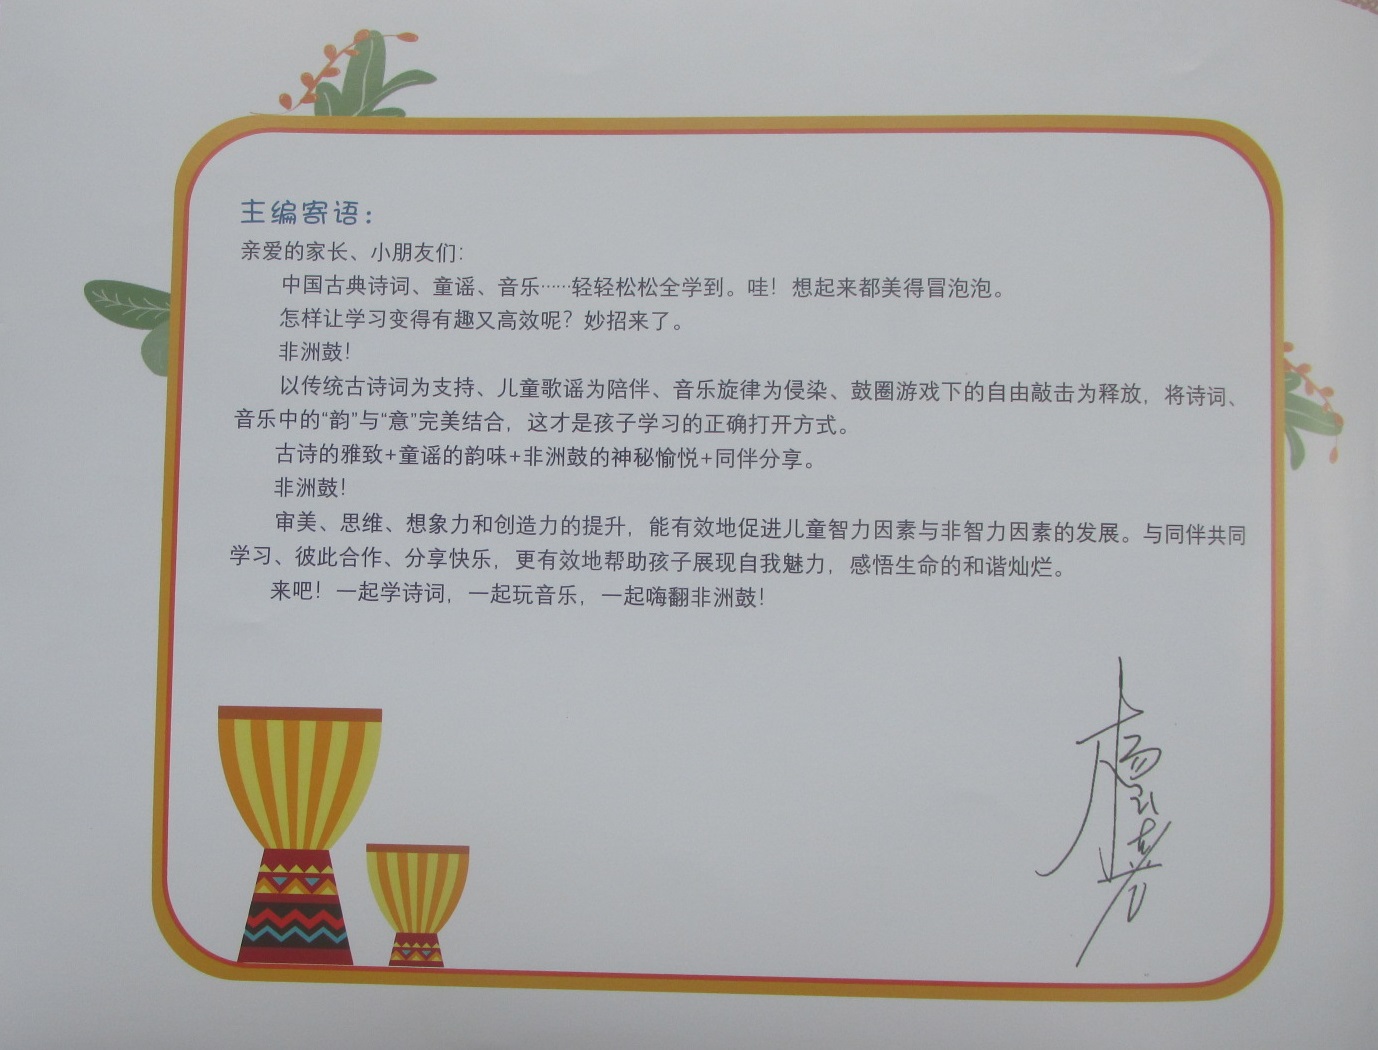 主编寄语：
亲爱的家长、小朋友们：
中国古典诗词、童谣、音乐……轻轻松松全学到。哇！想起来都美得冒泡泡。
怎样让学习变得有趣又高效呢？妙招来了。
非洲鼓！
以传统古诗词为支持、儿童歌谣为陪伴、音乐旋律为侵染、鼓圈游戏下的自由敲击为释放，将诗词、
音乐中的“韵”与“意”完美结合，这才是孩子学习的正确打开方式。
古诗的雅致+童谣的韵味+非洲鼓的神秘愉悦+同伴分享。
非洲鼓！
审美、思维、想象力和创造力的提升，能有效地促进儿童智力因素与非智力因素的发展。与同伴共同
学习、彼此合作、分享快乐，更有效地帮助孩子展现自我魅力，感悟生命的和谐灿烂。
来吧！一起学诗词，一起玩音乐，一起嗨翻非洲鼓！